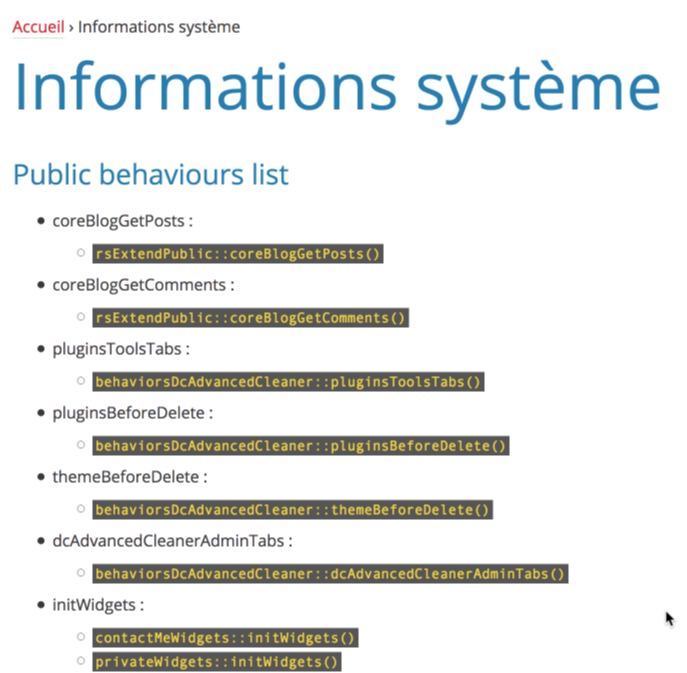 Accueil › Informations système
Informations système
Public behaviours list
coreBlogGetPosts :
rsExtendPublic::coreBlogGetPosts()
coreBlogGetComments :
rsExtendPublic::coreBlogGetComments()
pluginsToolsTabs :
behaviorsDcAdvancedCleaner::pluginsToolsTabs()
pluginsBeforeDelete :
behaviorsDcAdvancedCleaner::pluginsBeforeDelete()
themeBeforeDelete :
behaviorsDcAdvancedCleaner::themeBeforeDelete()
dcAdvancedCleanerAdminTabs :
behaviorsDcAdvancedCleaner::dcAdvancedCleanerAdminTabs()
initWidgets :
contactMeWidgets::initWidgets()
privateWidgets::initWidgets()